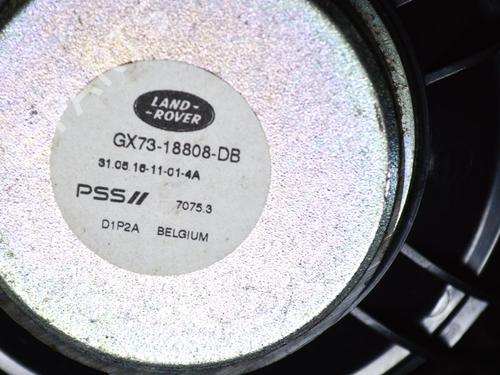 LAND-
-ROVER
GX73-18808-DB
31.05.16-11-01-4A
PSS// 7075.3
D1P2A BELGIUM